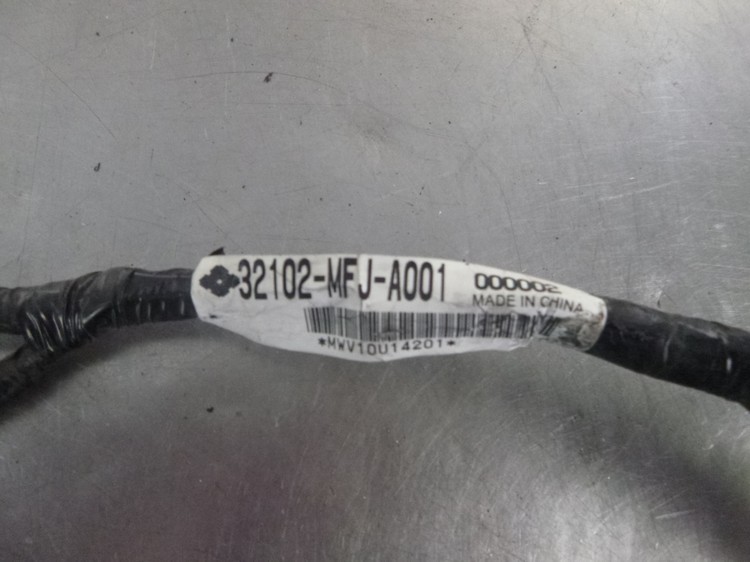 32102-MFJ-A001
000002
MADE IN CHINA
*MWV10U14201*